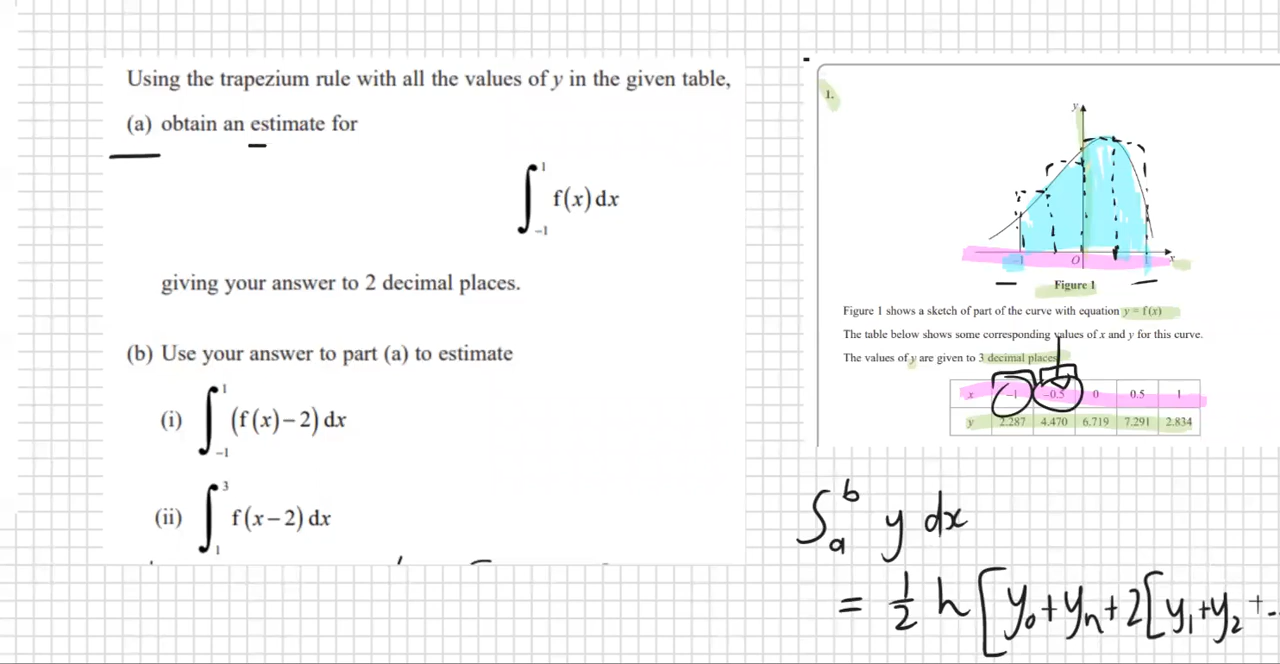 Using the trapezium rule with all the values of y in the given table,
(a) obtain an estimate for
∫₋₁¹ f(x) dx
giving your answer to 2 decimal places.
(b) Use your answer to part (a) to estimate
(i) ∫₋₁¹ (f(x) − 2) dx
(ii) ∫₁³ f(x − 2) dx
1.
y
−1 O 1 x
Figure 1
Figure 1 shows a sketch of part of the curve with equation y = f(x)
The table below shows some corresponding values of x and y for this curve.
The values of y are given to 3 decimal places
x −1 −0.5 0 0.5 1
y 2.287 4.470 6.719 7.291 2.834
∫ₐᵇ y dx
= ½ h [y₀ + yₙ + 2[y₁ + y₂ + ..